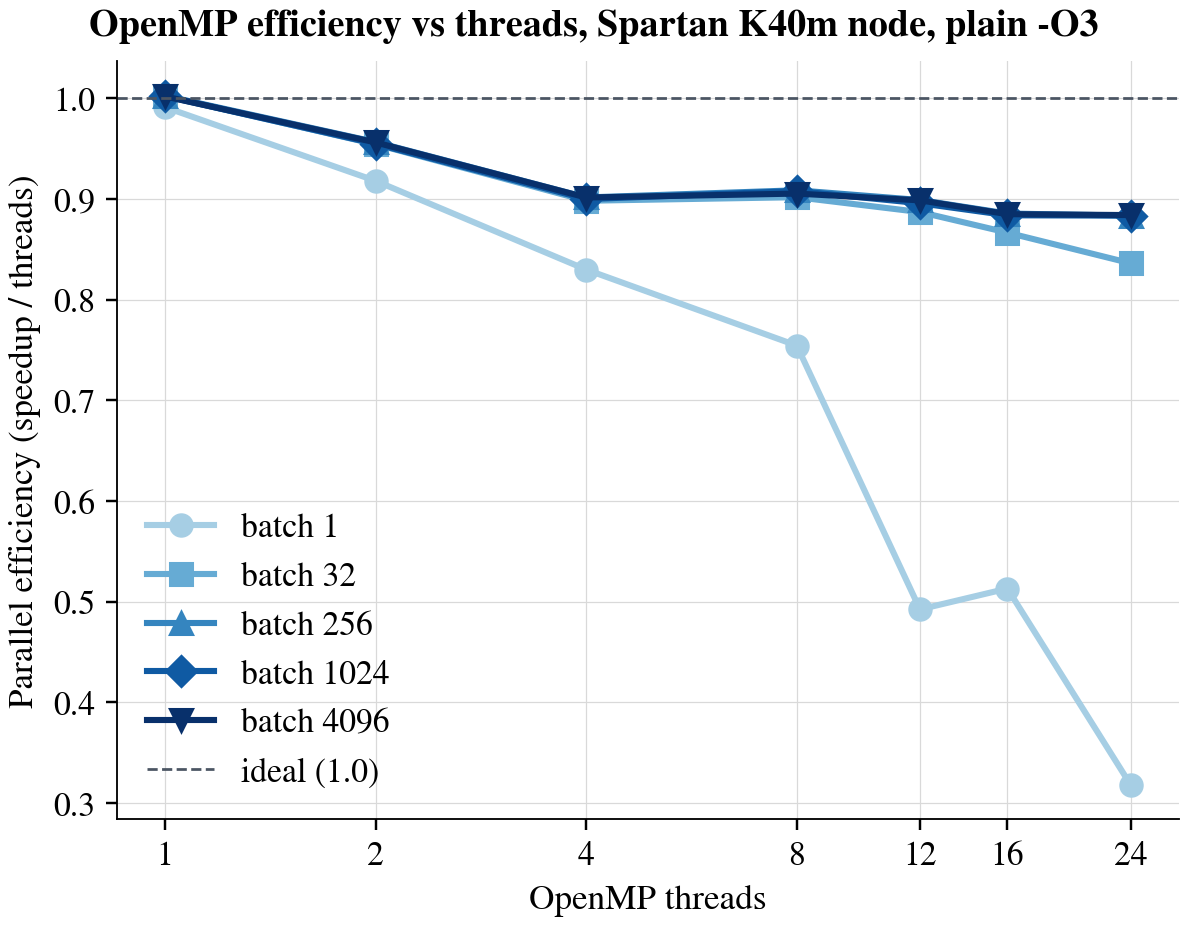 OpenMP efficiency vs threads, Spartan K40m node, plain -O3
Parallel efficiency (speedup / threads)
1.0
0.9
0.8
0.7
0.6
0.5
0.4
0.3
batch 1
batch 32
batch 256
batch 1024
batch 4096
ideal (1.0)
1 2 4 8 12 16 24
OpenMP threads